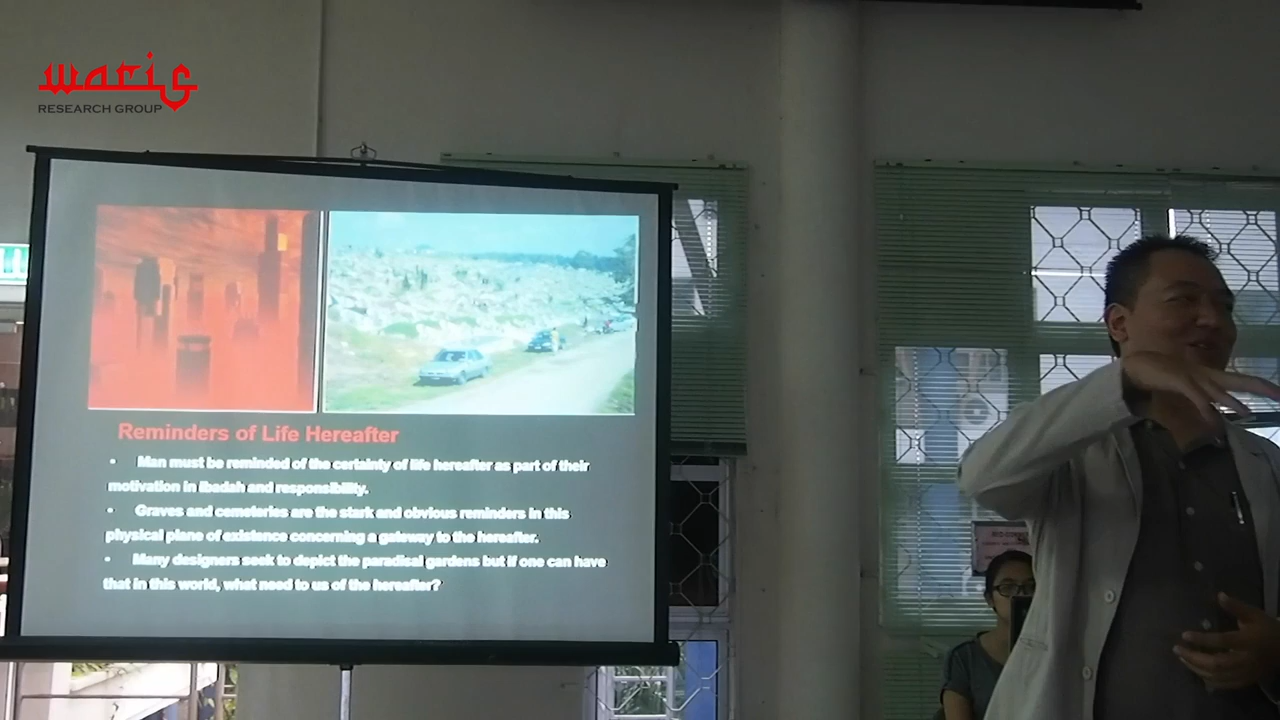 waris
RESEARCH GROUP
Reminders of Life Hereafter
• Man must be reminded of the certainty of life hereafter as part of their
motivation in ibadah and responsibility.
• Graves and cemeteries are the stark and obvious reminders in this
physical plane of existence concerning a gateway to the hereafter.
• Many designers seek to depict the paradisal gardens but if one can have
that in this world, what need to us of the hereafter?